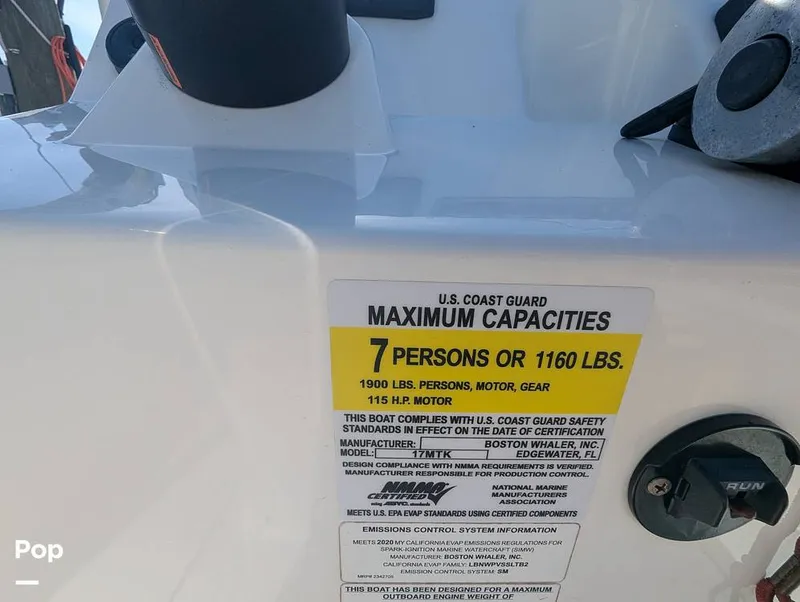 U.S. COAST GUARD
MAXIMUM CAPACITIES
7 PERSONS OR 1160 LBS.
1900 LBS. PERSONS, MOTOR, GEAR
115 H.P. MOTOR
THIS BOAT COMPLIES WITH U.S. COAST GUARD SAFETY
STANDARDS IN EFFECT ON THE DATE OF CERTIFICATION
MANUFACTURER: BOSTON WHALER, INC.
MODEL: 17MTK EDGEWATER, FL
DESIGN COMPLIANCE WITH NMMA REQUIREMENTS IS VERIFIED.
MANUFACTURER RESPONSIBLE FOR PRODUCTION CONTROL.
NMMA
CERTIFIED
using ABYC standards
NATIONAL MARINE
MANUFACTURERS
ASSOCIATION
MEETS U.S. EPA EVAP STANDARDS USING CERTIFIED COMPONENTS
EMISSIONS CONTROL SYSTEM INFORMATION
MEETS 2020 MY CALIFORNIA EVAP EMISSIONS REGULATIONS FOR
SPARK-IGNITION MARINE WATERCRAFT (SIMW)
MANUFACTURER: BOSTON WHALER, INC.
CALIFORNIA EVAP FAMILY: LBNWPVSSLTB2
EMISSION CONTROL SYSTEM: SM
MRP# 2342705
THIS BOAT HAS BEEN DESIGNED FOR A MAXIMUM
OUTBOARD ENGINE WEIGHT OF
RUN
Pop